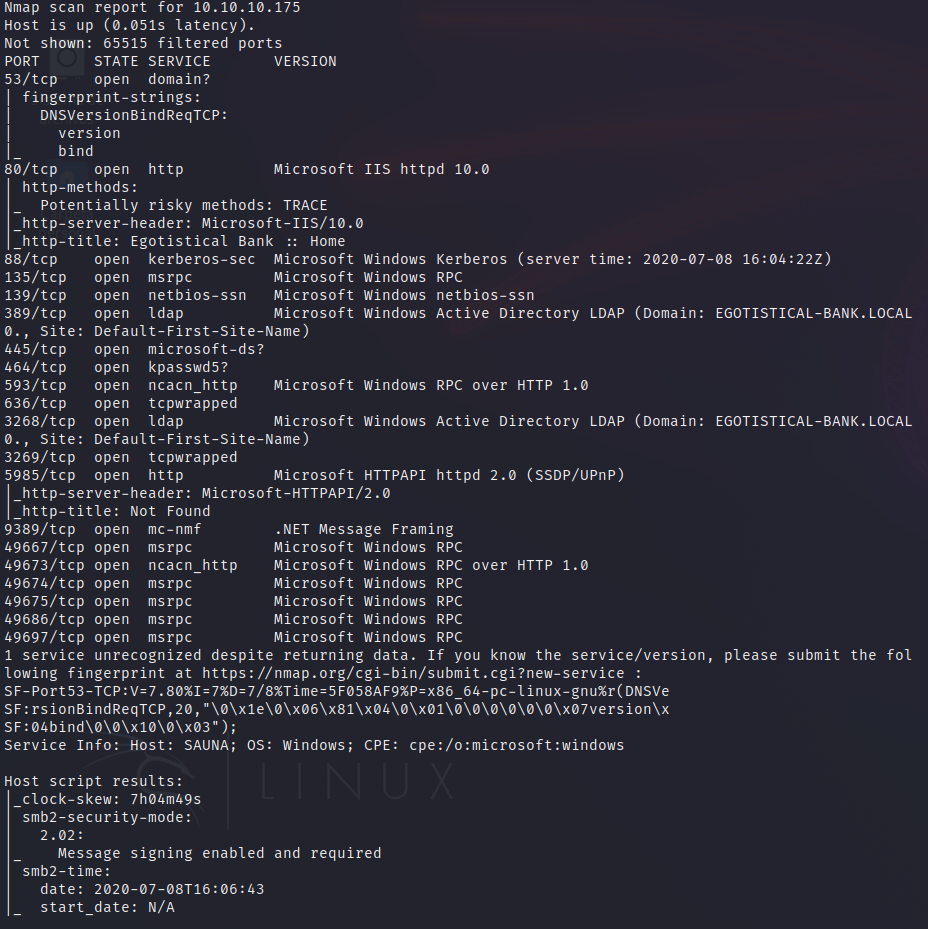 Nmap scan report for 10.10.10.175
Host is up (0.051s latency).
Not shown: 65515 filtered ports
PORT      STATE SERVICE       VERSION
53/tcp    open  domain?
| fingerprint-strings:
|   DNSVersionBindReqTCP:
|     version
|_    bind
80/tcp    open  http          Microsoft IIS httpd 10.0
| http-methods:
|_  Potentially risky methods: TRACE
|_http-server-header: Microsoft-IIS/10.0
|_http-title: Egotistical Bank :: Home
88/tcp    open  kerberos-sec  Microsoft Windows Kerberos (server time: 2020-07-08 16:04:22Z)
135/tcp   open  msrpc         Microsoft Windows RPC
139/tcp   open  netbios-ssn   Microsoft Windows netbios-ssn
389/tcp   open  ldap          Microsoft Windows Active Directory LDAP (Domain: EGOTISTICAL-BANK.LOCAL
0., Site: Default-First-Site-Name)
445/tcp   open  microsoft-ds?
464/tcp   open  kpasswd5?
593/tcp   open  ncacn_http    Microsoft Windows RPC over HTTP 1.0
636/tcp   open  tcpwrapped
3268/tcp  open  ldap          Microsoft Windows Active Directory LDAP (Domain: EGOTISTICAL-BANK.LOCAL
0., Site: Default-First-Site-Name)
3269/tcp  open  tcpwrapped
5985/tcp  open  http          Microsoft HTTPAPI httpd 2.0 (SSDP/UPnP)
|_http-server-header: Microsoft-HTTPAPI/2.0
|_http-title: Not Found
9389/tcp  open  mc-nmf        .NET Message Framing
49667/tcp open  msrpc         Microsoft Windows RPC
49673/tcp open  ncacn_http    Microsoft Windows RPC over HTTP 1.0
49674/tcp open  msrpc         Microsoft Windows RPC
49675/tcp open  msrpc         Microsoft Windows RPC
49686/tcp open  msrpc         Microsoft Windows RPC
49697/tcp open  msrpc         Microsoft Windows RPC
1 service unrecognized despite returning data. If you know the service/version, please submit the fol
lowing fingerprint at https://nmap.org/cgi-bin/submit.cgi?new-service :
SF-Port53-TCP:V=7.80%I=7%D=7/8%Time=5F058AF9%P=x86_64-pc-linux-gnu%r(DNSVe
SF:rsionBindReqTCP,20,"\0\x1e\0\x06\x81\x04\0\x01\0\0\0\0\0\0\x07version\x
SF:04bind\0\0\x10\0\x03");
Service Info: Host: SAUNA; OS: Windows; CPE: cpe:/o:microsoft:windows
LINUX
Host script results:
|_clock-skew: 7h04m49s
| smb2-security-mode:
|   2.02:
|_    Message signing enabled and required
| smb2-time:
|   date: 2020-07-08T16:06:43
|_  start_date: N/A